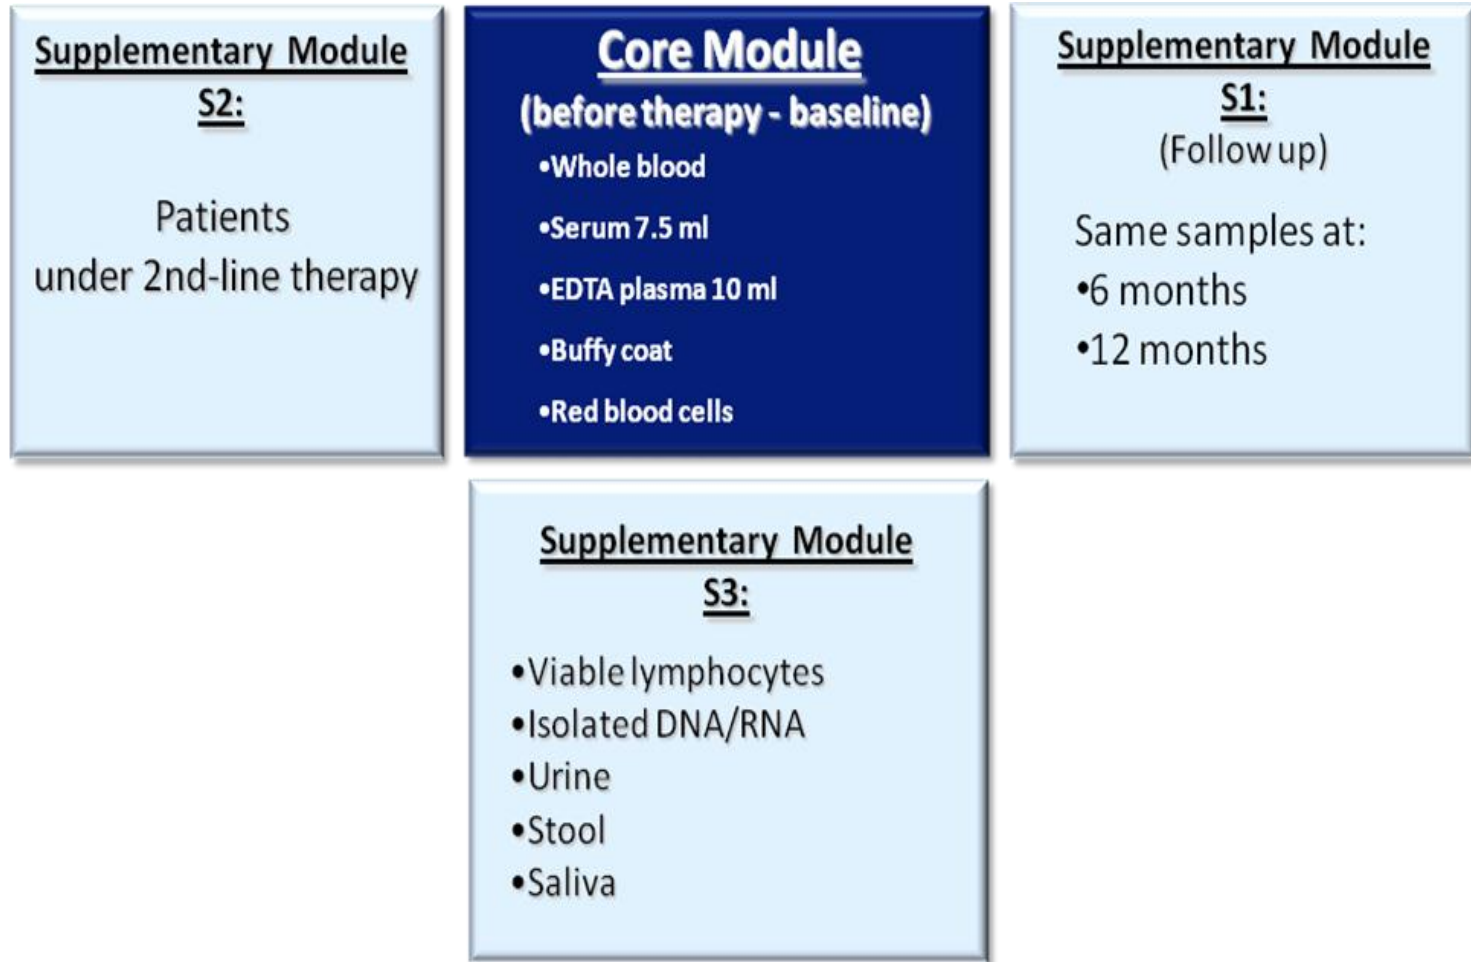 Supplementary Module
S2:
Patients
under 2nd-line therapy
Core Module
(before therapy - baseline)
•Whole blood
•Serum 7.5 ml
•EDTA plasma 10 ml
•Buffy coat
•Red blood cells
Supplementary Module
S1:
(Follow up)
Same samples at:
•6 months
•12 months
Supplementary Module
S3:
•Viable lymphocytes
•Isolated DNA/RNA
•Urine
•Stool
•Saliva